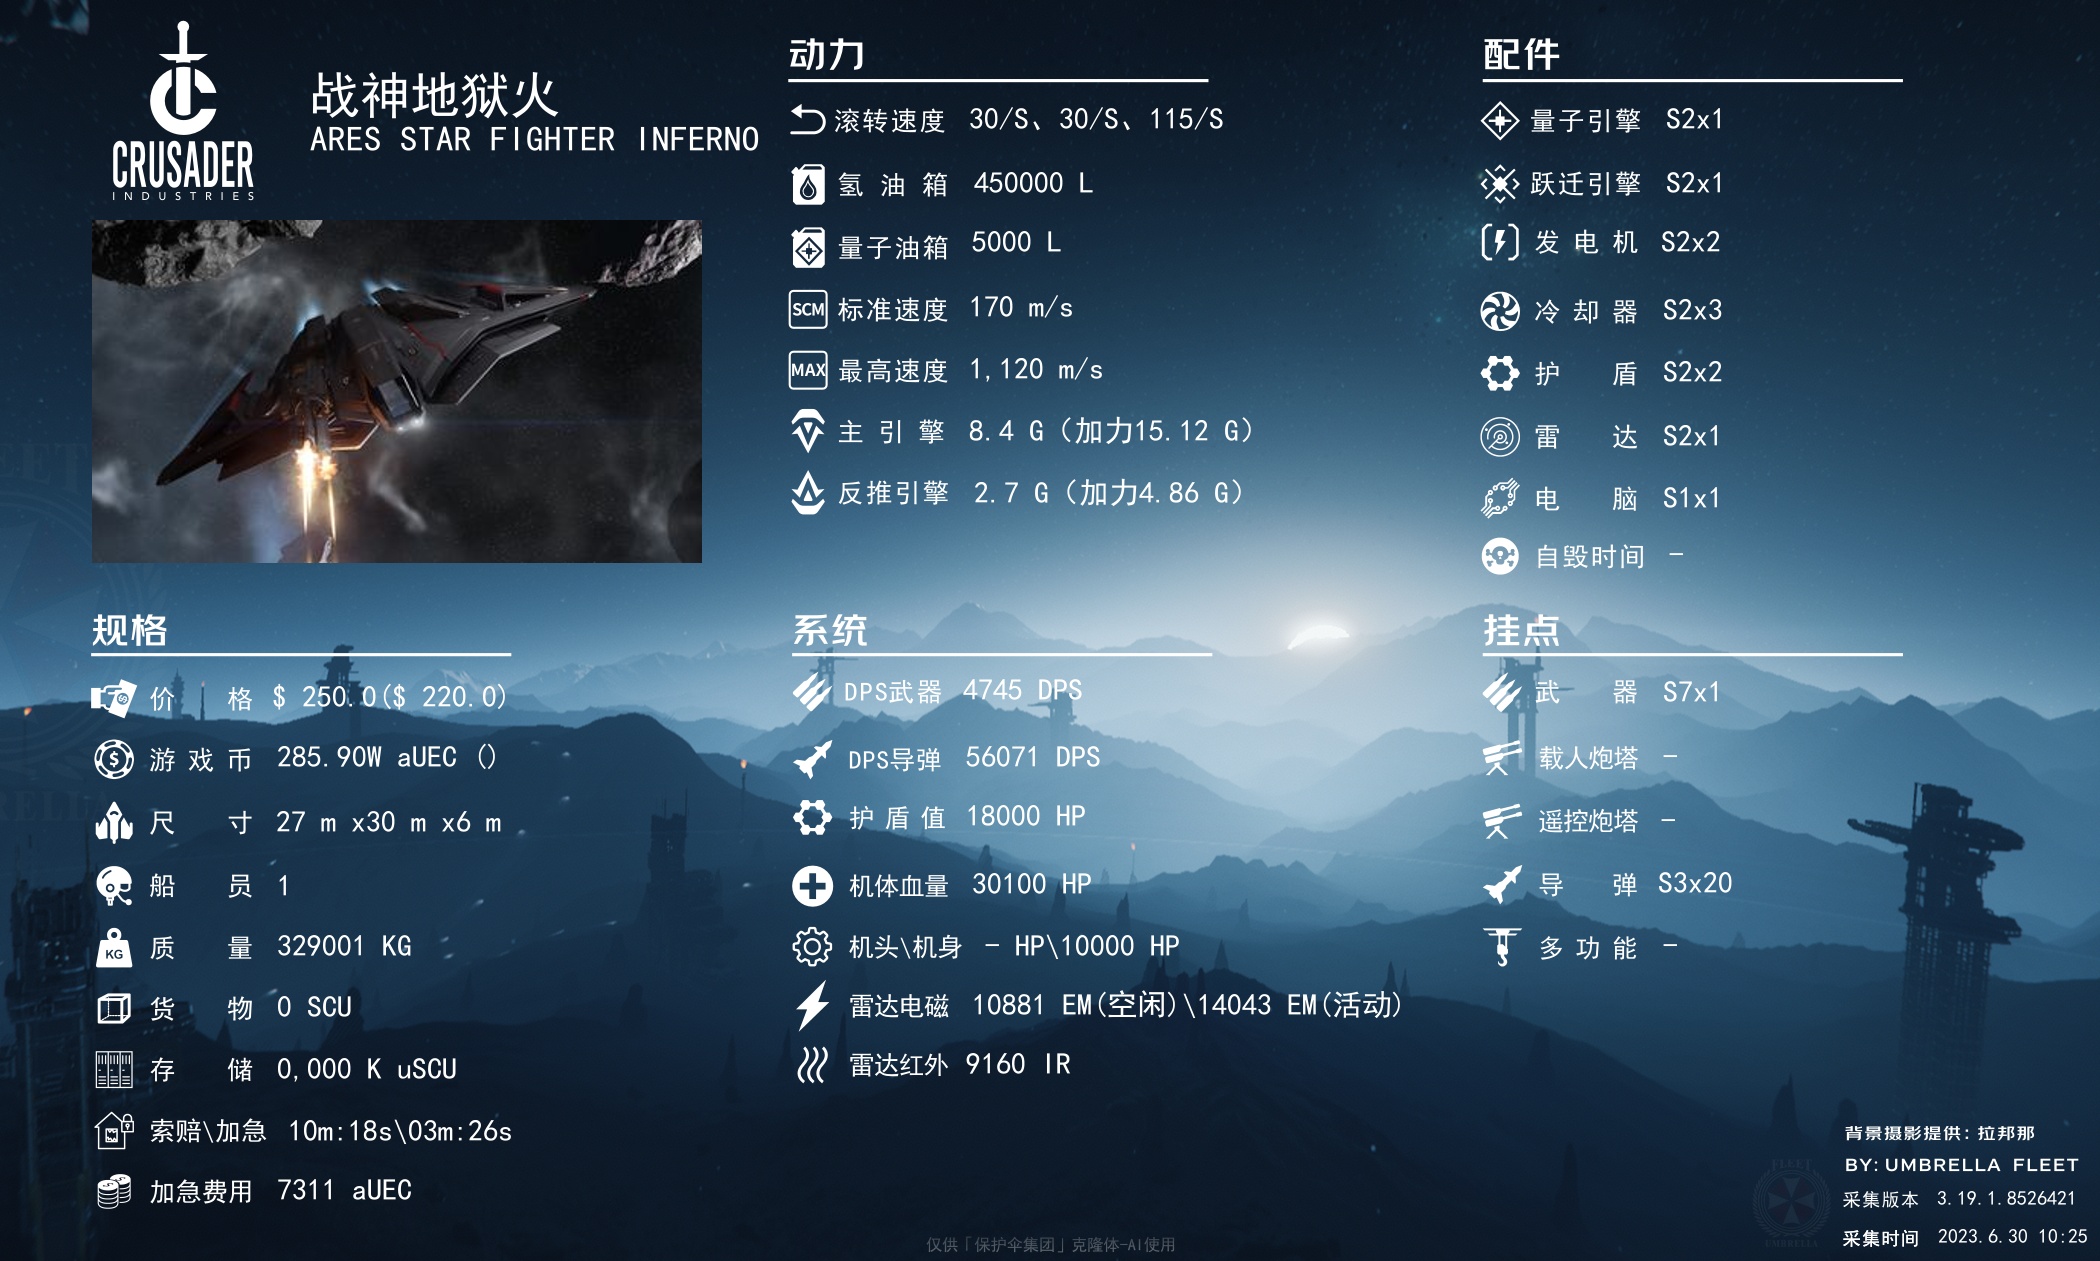 CRUSADER
INDUSTRIES
战神地狱火
ARES STAR FIGHTER INFERNO
动力
滚转速度 30/S、30/S、115/S
氢油箱 450000 L
量子油箱 5000 L
SCM 标准速度 170 m/s
MAX 最高速度 1,120 m/s
主引擎 8.4 G（加力15.12 G）
反推引擎 2.7 G（加力4.86 G）
配件
量子引擎 S2x1
跃迁引擎 S2x1
发电机 S2x2
冷却器 S2x3
护盾 S2x2
雷达 S2x1
电脑 S1x1
自毁时间 -
规格
价格 $ 250.0($ 220.0)
游戏币 285.90W aUEC ()
尺寸 27 m x30 m x6 m
船员 1
KG 质量 329001 KG
货物 0 SCU
存储 0,000 K uSCU
索赔\加急 10m:18s\03m:26s
加急费用 7311 aUEC
系统
DPS武器 4745 DPS
DPS导弹 56071 DPS
护盾值 18000 HP
机体血量 30100 HP
机头\机身 - HP\10000 HP
雷达电磁 10881 EM(空闲)\14043 EM(活动)
雷达红外 9160 IR
挂点
武器 S7x1
载人炮塔 -
遥控炮塔 -
导弹 S3x20
多功能 -
背景摄影提供：拉邦那
BY: UMBRELLA FLEET
采集版本 3.19.1.8526421
采集时间 2023.6.30 10:25
仅供「保护伞集团」克隆体-AI使用
FLEET
UMBRELLA